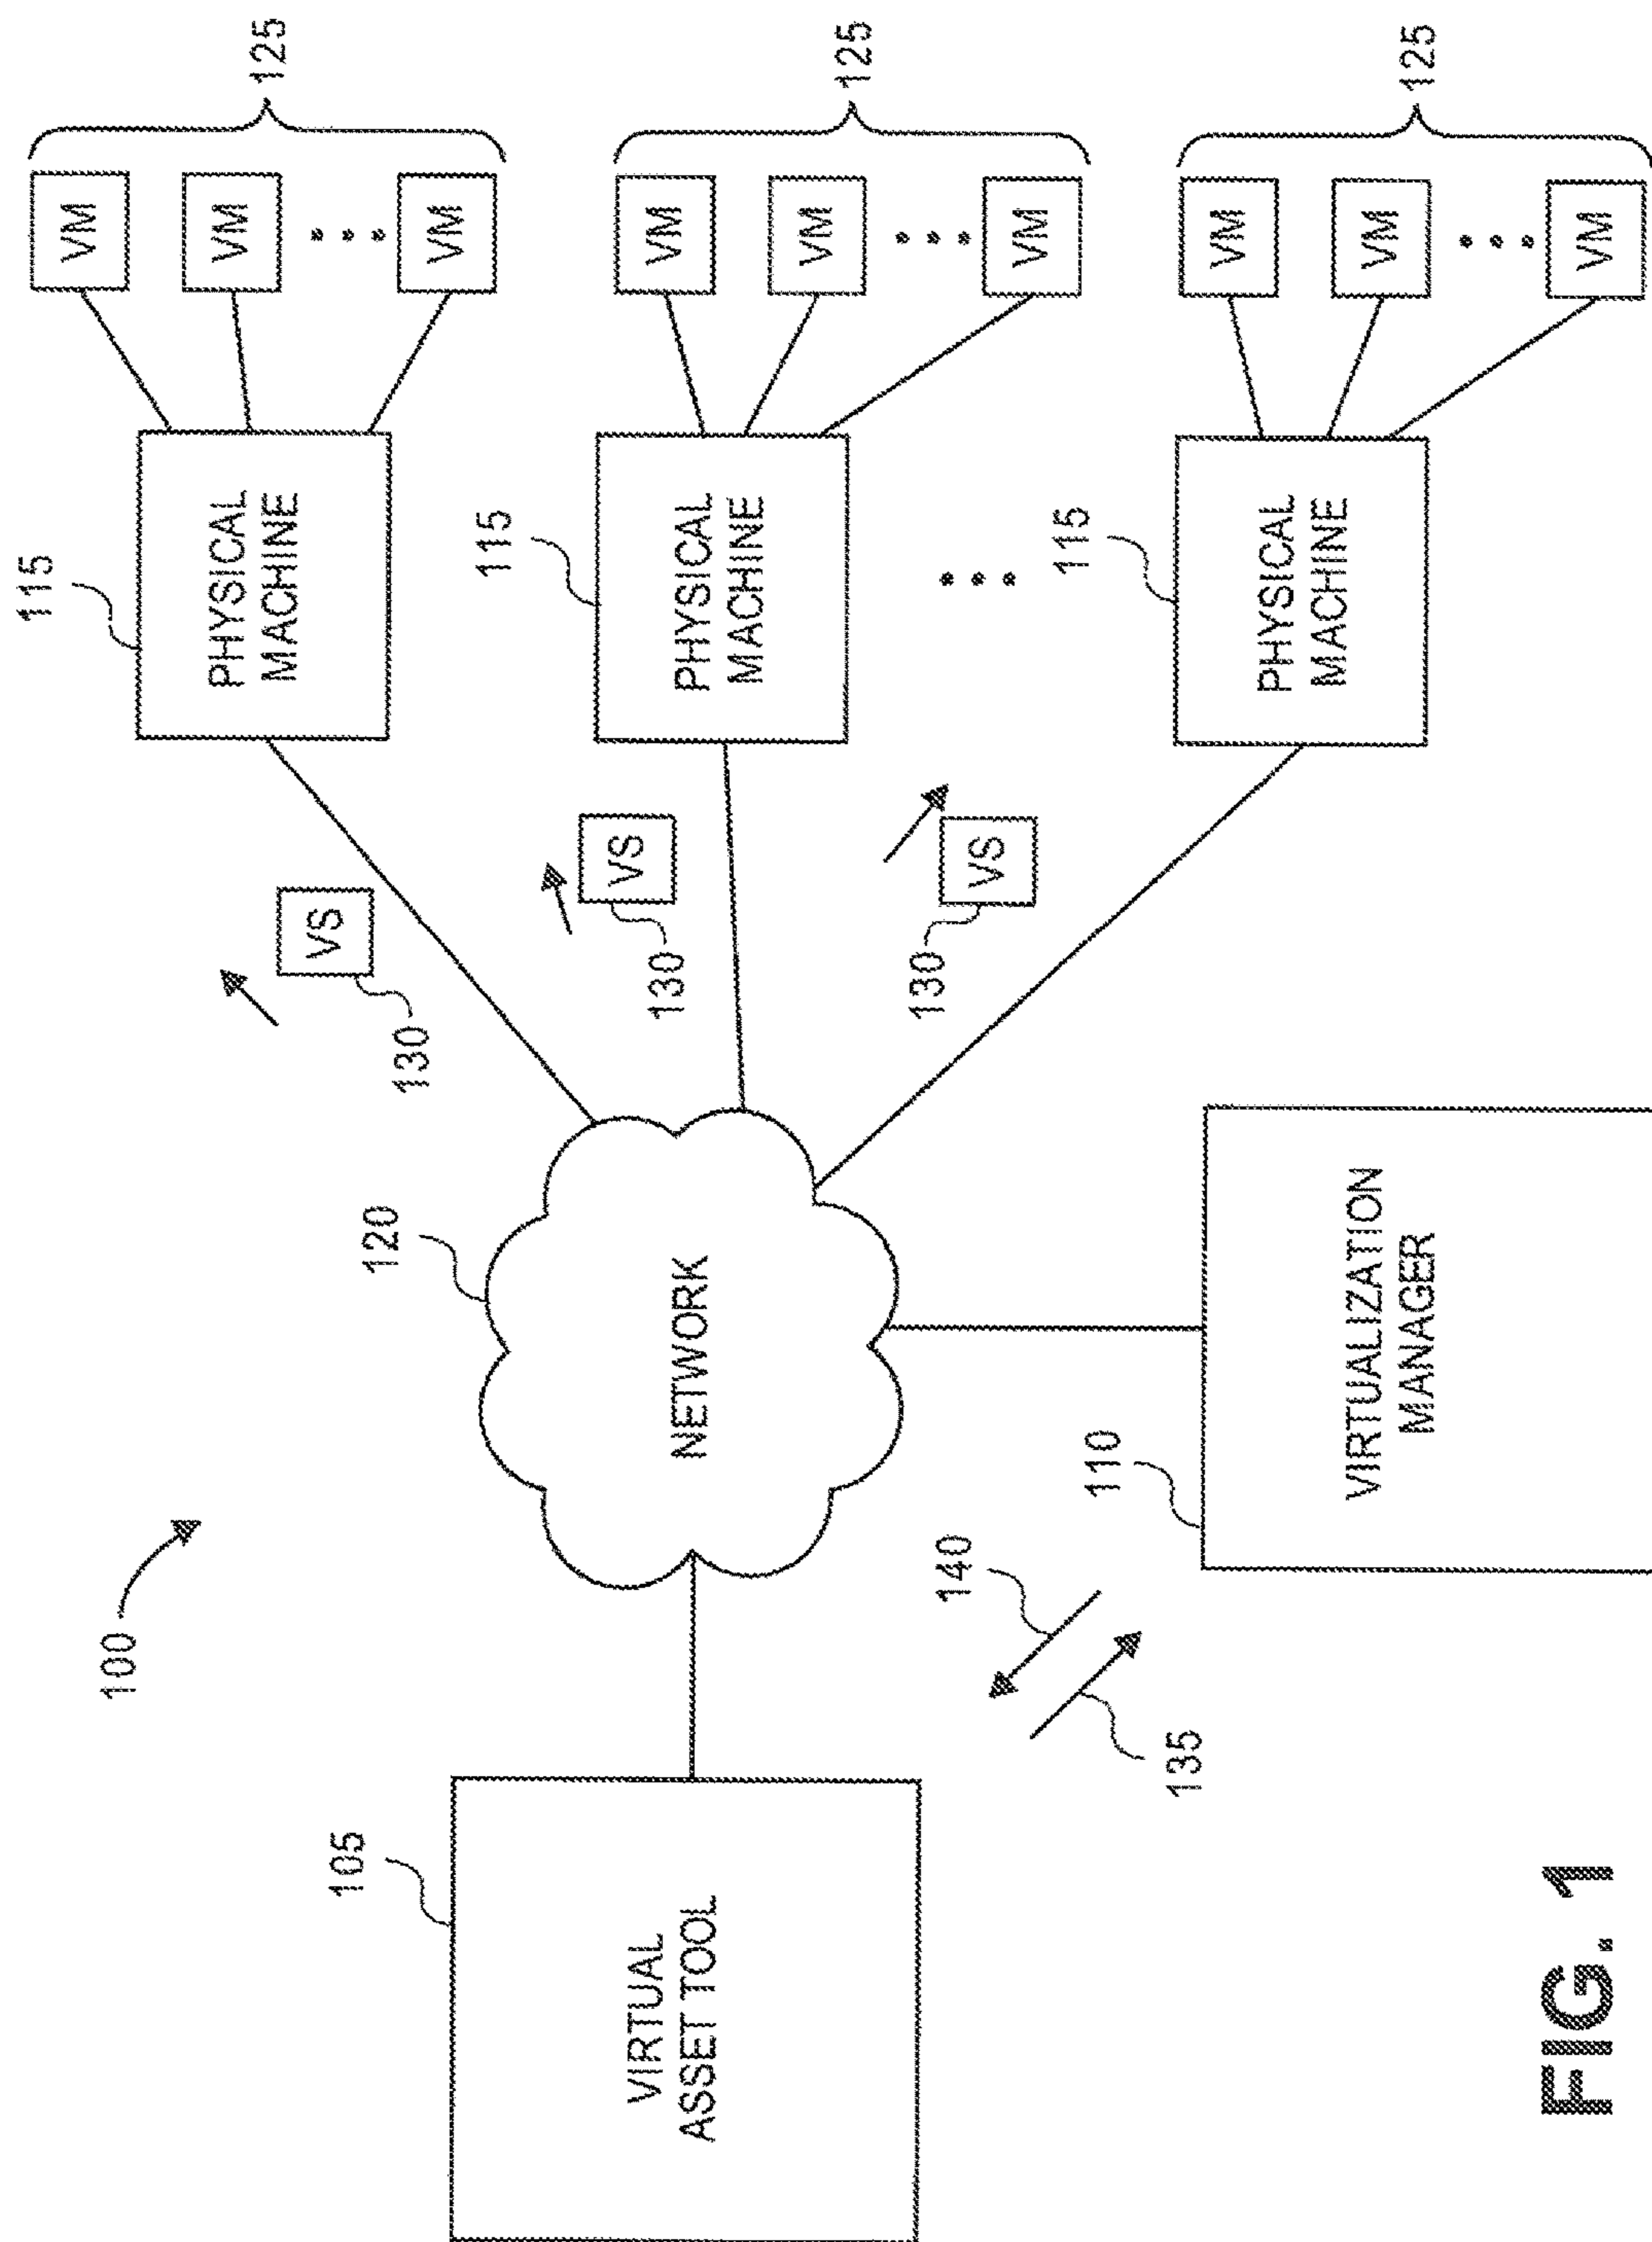 100
105
VIRTUAL
ASSET TOOL
120
NETWORK
110
VIRTUALIZATION
MANAGER
140
135
130
VS
130
VS
130
VS
115
PHYSICAL
MACHINE
115
PHYSICAL
MACHINE
115
PHYSICAL
MACHINE
VM
VM
VM
125
VM
VM
VM
125
VM
VM
VM
125
FIG. 1